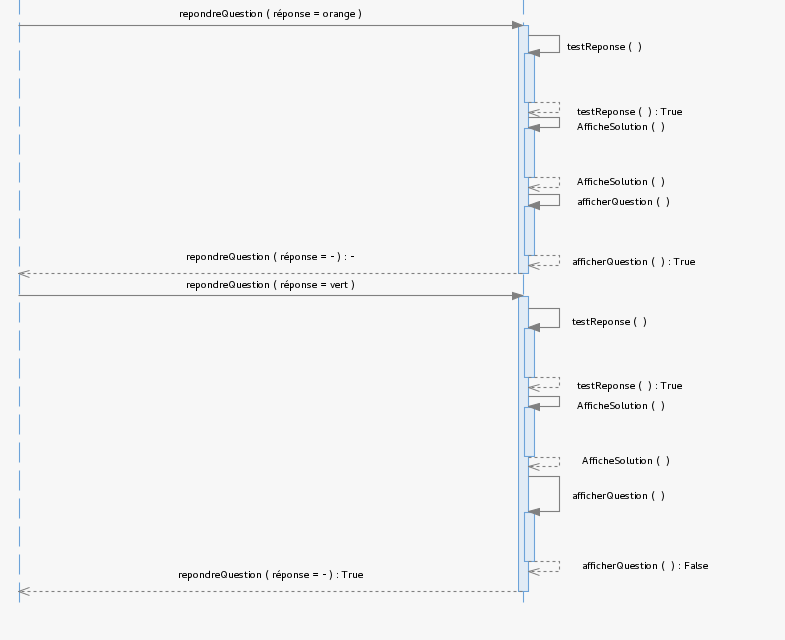 repondreQuestion ( réponse = orange )
testReponse ( )
testReponse ( ) : True
AfficheSolution ( )
AfficheSolution ( )
afficherQuestion ( )
repondreQuestion ( réponse = - ) : -
afficherQuestion ( ) : True
repondreQuestion ( réponse = vert )
testReponse ( )
testReponse ( ) : True
AfficheSolution ( )
AfficheSolution ( )
afficherQuestion ( )
afficherQuestion ( ) : False
repondreQuestion ( réponse = - ) : True